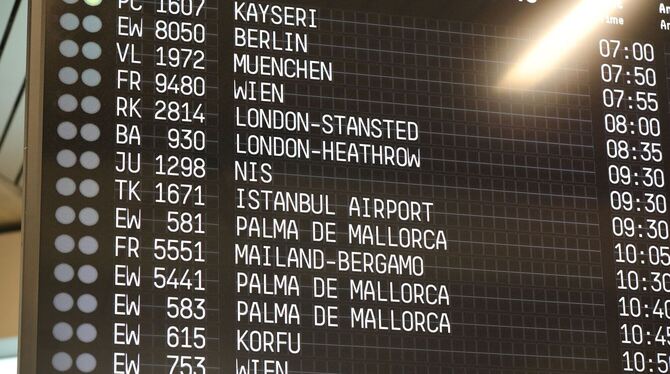 PC 1607 KAYSERI 07:00
EW 8050 BERLIN 07:50
VL 1972 MUENCHEN 07:55
FR 9480 WIEN 08:00
RK 2814 LONDON-STANSTED 08:35
BA 930 LONDON-HEATHROW 09:30
JU 1298 NIS 09:30
TK 1671 ISTANBUL AIRPORT 09:30
EW 581 PALMA DE MALLORCA 10:05
FR 5551 MAILAND-BERGAMO 10:30
EW 5441 PALMA DE MALLORCA 10:40
EW 583 PALMA DE MALLORCA 10:45
EW 615 KORFU
EW 753 WIEN